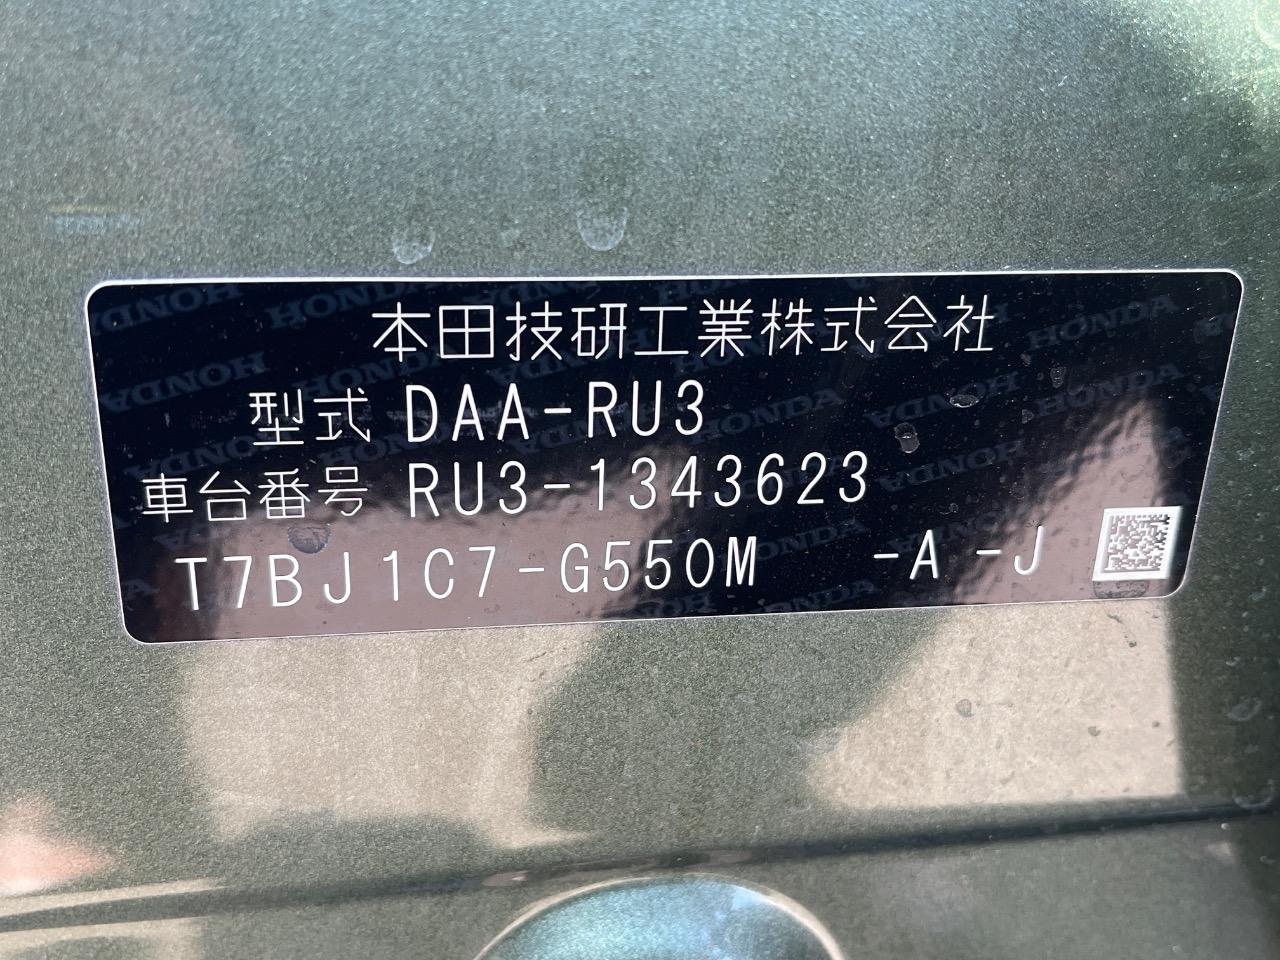 本田技研工業株式会社
型式 DAA-RU3
車台番号 RU3-1343623
T7BJ1C7-G550M -A -J